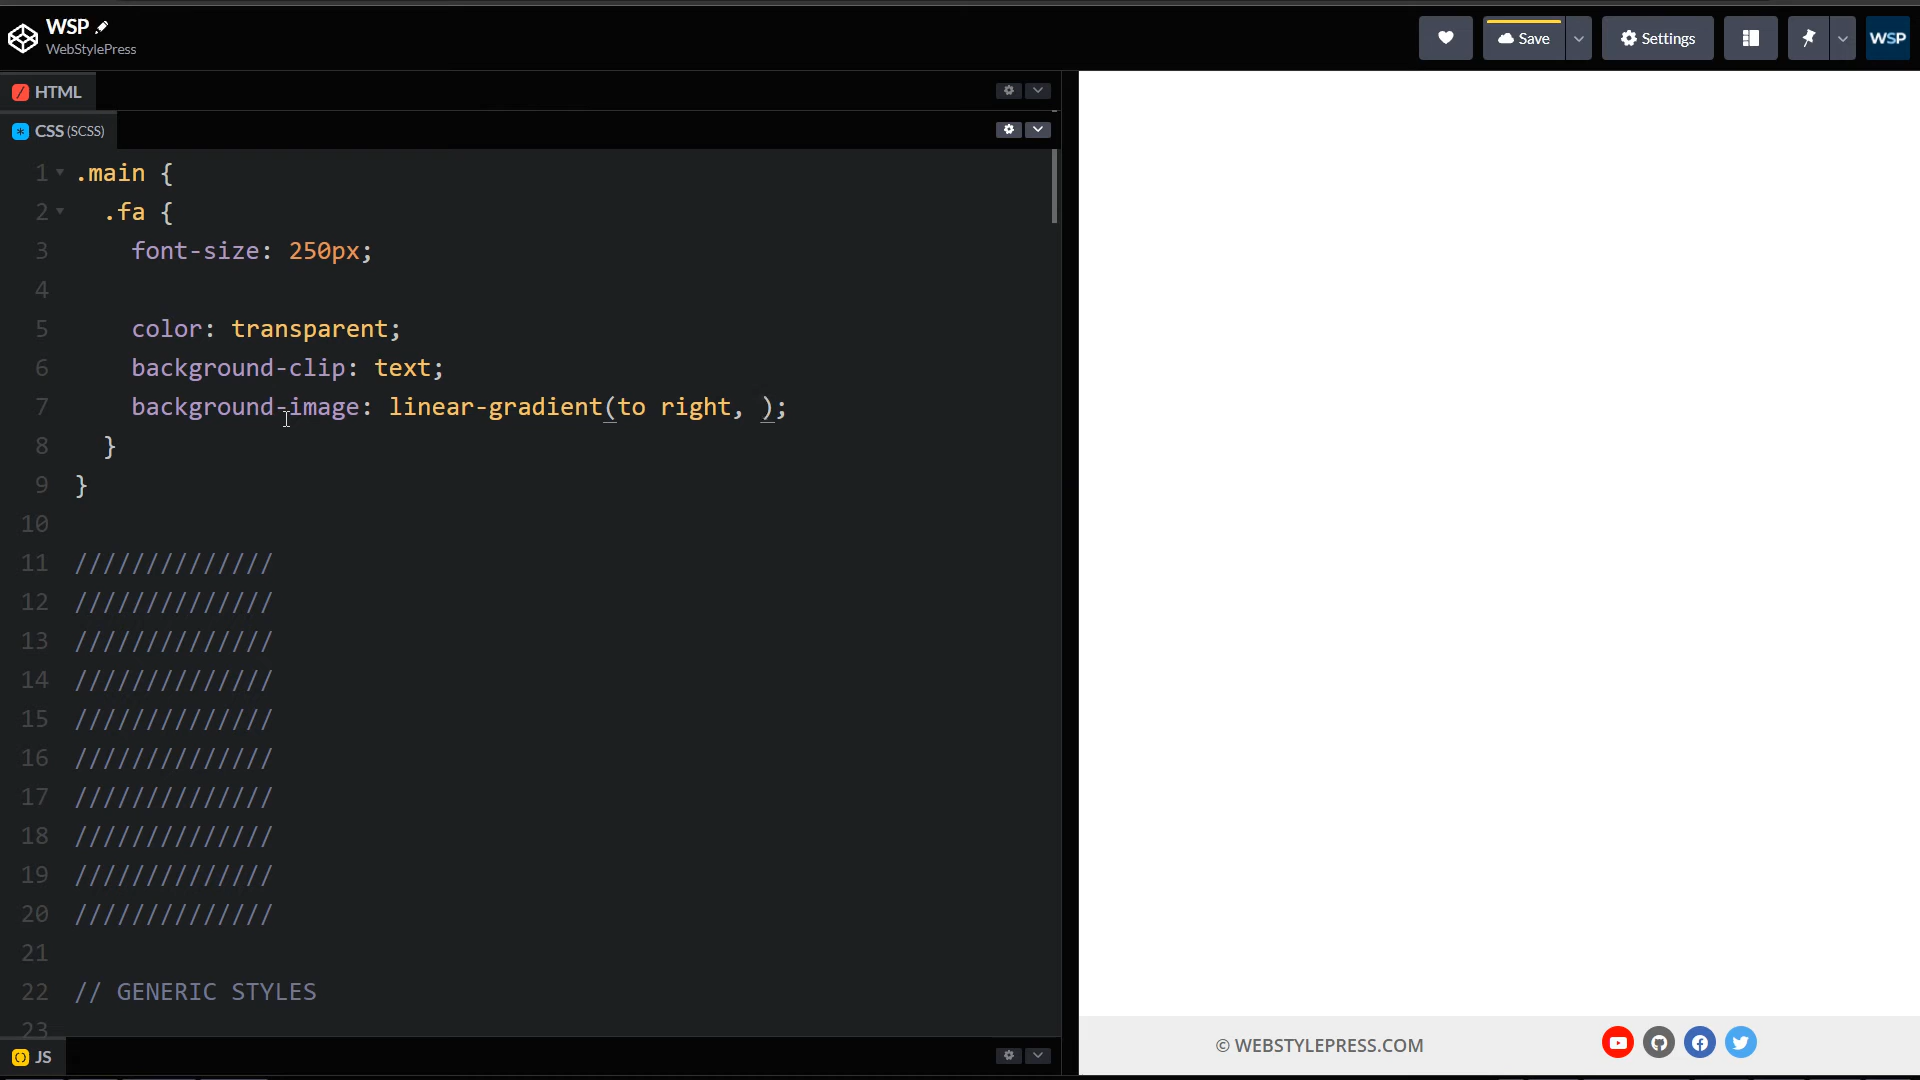 WSP
WebStylePress
Save
Settings
WSP
HTML
CSS (SCSS)
1 .main {
2 .fa {
3 font-size: 250px;
4
5 color: transparent;
6 background-clip: text;
7 background-image: linear-gradient(to right, );
8 }
9 }
10
11 //////////////
12 //////////////
13 //////////////
14 //////////////
15 //////////////
16 //////////////
17 //////////////
18 //////////////
19 //////////////
20 //////////////
21
22 // GENERIC STYLES
23
JS
© WEBSTYLEPRESS.COM